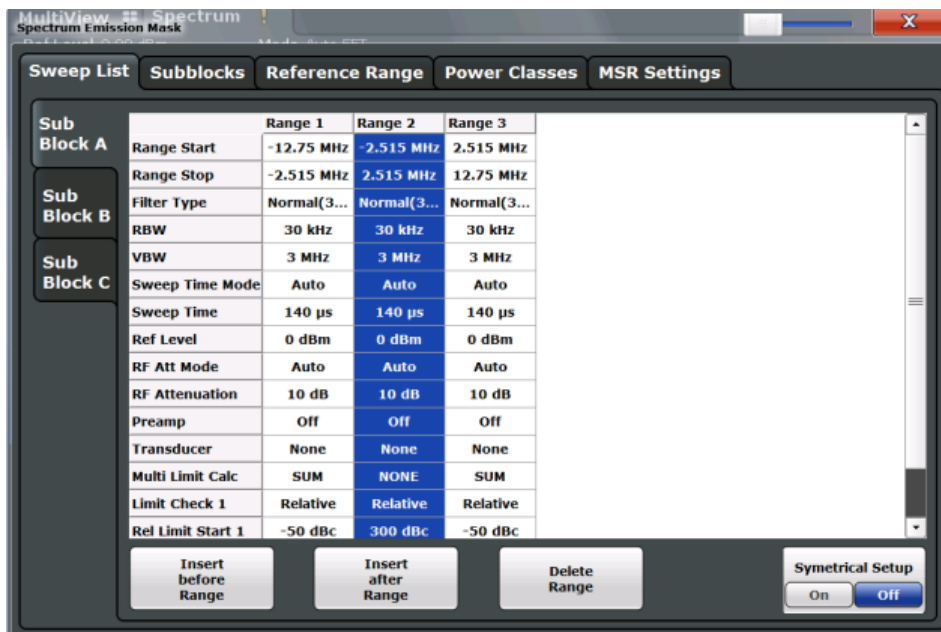 MultiView Spectrum !
Spectrum Emission Mask
X
Sweep List Subblocks Reference Range Power Classes MSR Settings
Sub Block A
Sub Block B
Sub Block C
Range 1 Range 2 Range 3
Range Start -12.75 MHz -2.515 MHz 2.515 MHz
Range Stop -2.515 MHz 2.515 MHz 12.75 MHz
Filter Type Normal(3... Normal(3... Normal(3...
RBW 30 kHz 30 kHz 30 kHz
VBW 3 MHz 3 MHz 3 MHz
Sweep Time Mode Auto Auto Auto
Sweep Time 140 µs 140 µs 140 µs
Ref Level 0 dBm 0 dBm 0 dBm
RF Att Mode Auto Auto Auto
RF Attenuation 10 dB 10 dB 10 dB
Preamp Off Off Off
Transducer None None None
Multi Limit Calc SUM NONE SUM
Limit Check 1 Relative Relative Relative
Rel Limit Start 1 -50 dBc 300 dBc -50 dBc
Insert before Range
Insert after Range
Delete Range
Symetrical Setup
On Off